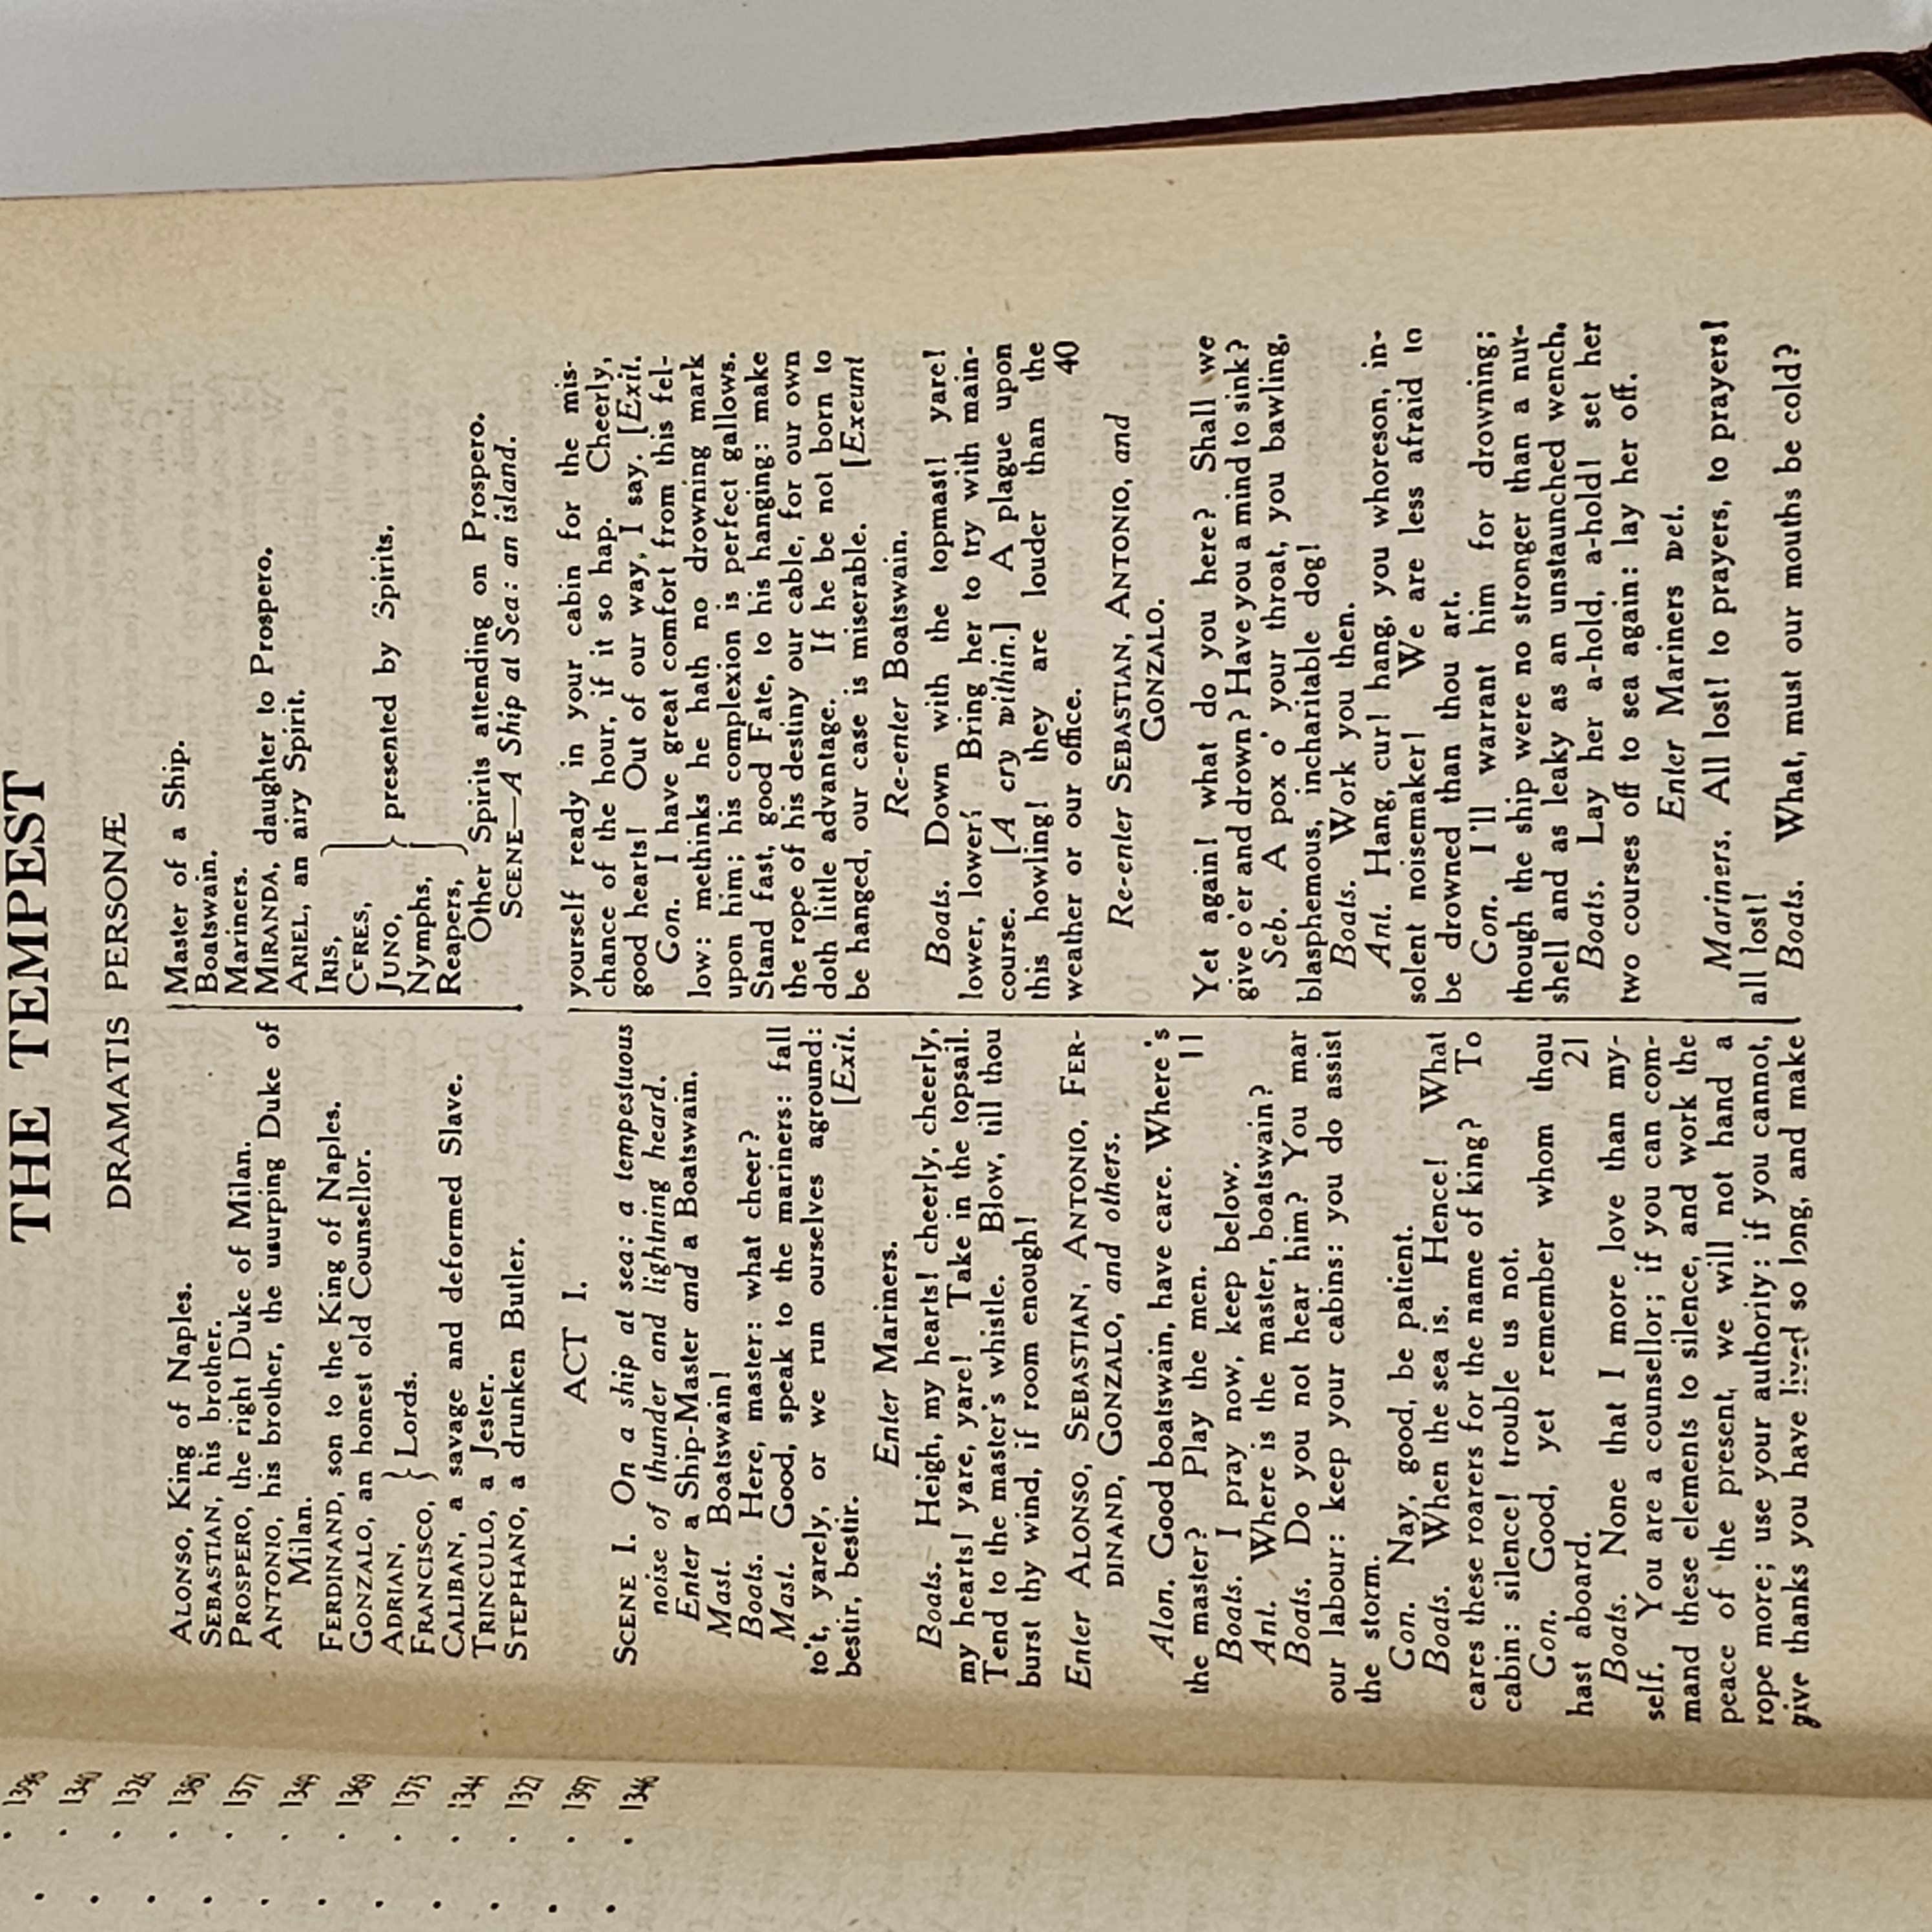 1398
1340
1326
1380
1377
1349
1369
1375
1344
1327
1397
1346
THE TEMPEST
DRAMATIS PERSONÆ
ALONSO, King of Naples.
SEBASTIAN, his brother.
PROSPERO, the right Duke of Milan.
ANTONIO, his brother, the usurping Duke of
Milan.
FERDINAND, son to the King of Naples.
GONZALO, an honest old Counsellor.
ADRIAN,
FRANCISCO, } Lords.
CALIBAN, a savage and deformed Slave.
TRINCULO, a Jester.
STEPHANO, a drunken Butler.
Master of a Ship.
Boatswain.
Mariners.
MIRANDA, daughter to Prospero.
ARIEL, an airy Spirit.
IRIS,
CERES,
JUNO, } presented by Spirits.
Nymphs,
Reapers,
Other Spirits attending on Prospero.
SCENE—A Ship at Sea: an island.
ACT I.
SCENE I. On a ship at sea: a tempestuous
noise of thunder and lightning heard.
Enter a Ship-Master and a Boatswain.
Mast. Boatswain!
Boats. Here, master: what cheer?
Mast. Good, speak to the mariners: fall
to't, yarely, or we run ourselves aground:
bestir, bestir. [Exit.
Enter Mariners.
Boats. Heigh, my hearts! cheerly, cheerly,
my hearts! yare, yare! Take in the topsail.
Tend to the master's whistle. Blow, till thou
burst thy wind, if room enough!
Enter ALONSO, SEBASTIAN, ANTONIO, FER-
DINAND, GONZALO, and others.
Alon. Good boatswain, have care. Where 's
the master? Play the men. 11
Boats. I pray now, keep below.
Ant. Where is the master, boatswain?
Boats. Do you not hear him? You mar
our labour: keep your cabins: you do assist
the storm.
Gon. Nay, good, be patient.
Boats. When the sea is. Hence! What
cares these roarers for the name of king? To
cabin: silence! trouble us not.
Gon. Good, yet remember whom thou
hast aboard. 21
Boats. None that I more love than my-
self. You are a counsellor; if you can com-
mand these elements to silence, and work the
peace of the present, we will not hand a
rope more; use your authority: if you cannot,
give thanks you have lived so long, and make
yourself ready in your cabin for the mis-
chance of the hour, if it so hap. Cheerly,
good hearts! Out of our way, I say. [Exit.
Gon. I have great comfort from this fel-
low: methinks he hath no drowning mark
upon him; his complexion is perfect gallows.
Stand fast, good Fate, to his hanging: make
the rope of his destiny our cable, for our own
doth little advantage. If he be not born to
be hanged, our case is miserable. [Exeunt
Re-enter Boatswain.
Boats. Down with the topmast! yare!
lower, lower! Bring her to try with main-
course. [A cry within.] A plague upon
this howling! they are louder than the
weather or our office. 40
Re-enter SEBASTIAN, ANTONIO, and
GONZALO.
Yet again! what do you here? Shall we
give o'er and drown? Have you a mind to sink?
Seb. A pox o' your throat, you bawling,
blasphemous, incharitable dog!
Boats. Work you then.
Ant. Hang, cur! hang, you whoreson, in-
solent noisemaker! We are less afraid to
be drowned than thou art.
Gon. I 'll warrant him for drowning;
though the ship were no stronger than a nut-
shell and as leaky as an unstaunched wench.
Boats. Lay her a-hold, a-hold! set her
two courses off to sea again: lay her off.
Enter Mariners wet.
Mariners. All lost! to prayers, to prayers!
all lost!
Boats. What, must our mouths be cold?